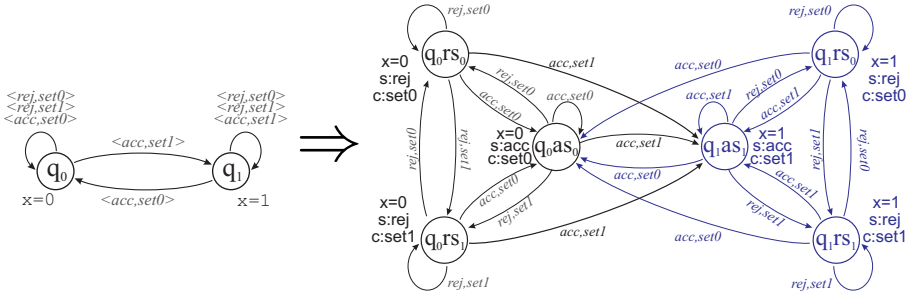 <rej,set0>
<rej,set1>
<acc,set0>
q0
x=0
<acc,set1>
<acc,set0>
<rej,set0>
<rej,set1>
<acc,set1>
q1
x=1
⇒
rej,set0
x=0
s:rej
c:set0
q0rs0
acc,set1
rej,set0
acc,set0
rej,set0
rej,set1
acc,set0
x=0
s:acc
c:set0
q0as0
acc,set1
x=0
s:rej
c:set1
q0rs1
acc,set0
rej,set1
acc,set1
rej,set1
rej,set0
q1rs0
x=1
s:rej
c:set0
acc,set0
rej,set0
acc,set1
acc,set1
q1as1
x=1
s:acc
c:set1
rej,set1
rej,set0
acc,set1
rej,set1
acc,set0
q1rs1
x=1
s:rej
c:set1
rej,set1